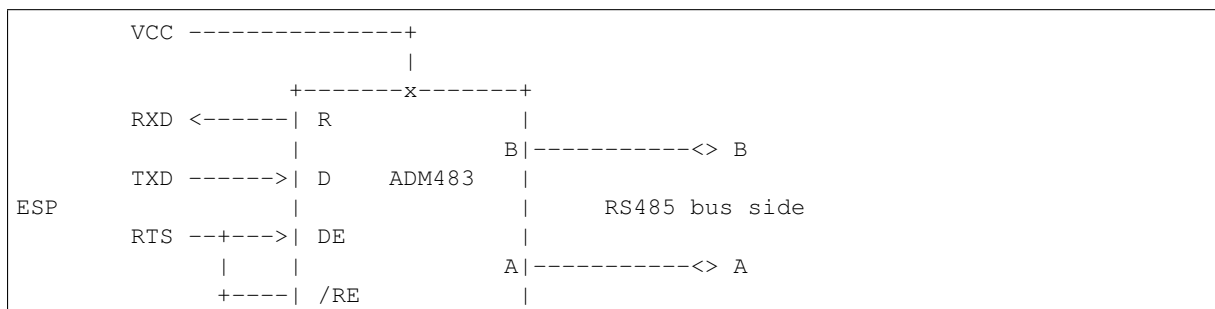 VCC ---------------+
                           |
                   +-------x-------+
        RXD <------| R             |
                   |              B|-----------<> B
        TXD ------>| D    ADM483   |
ESP                |               |     RS485 bus side
        RTS --+--->| DE            |
              |    |              A|-----------<> A
              +----| /RE           |